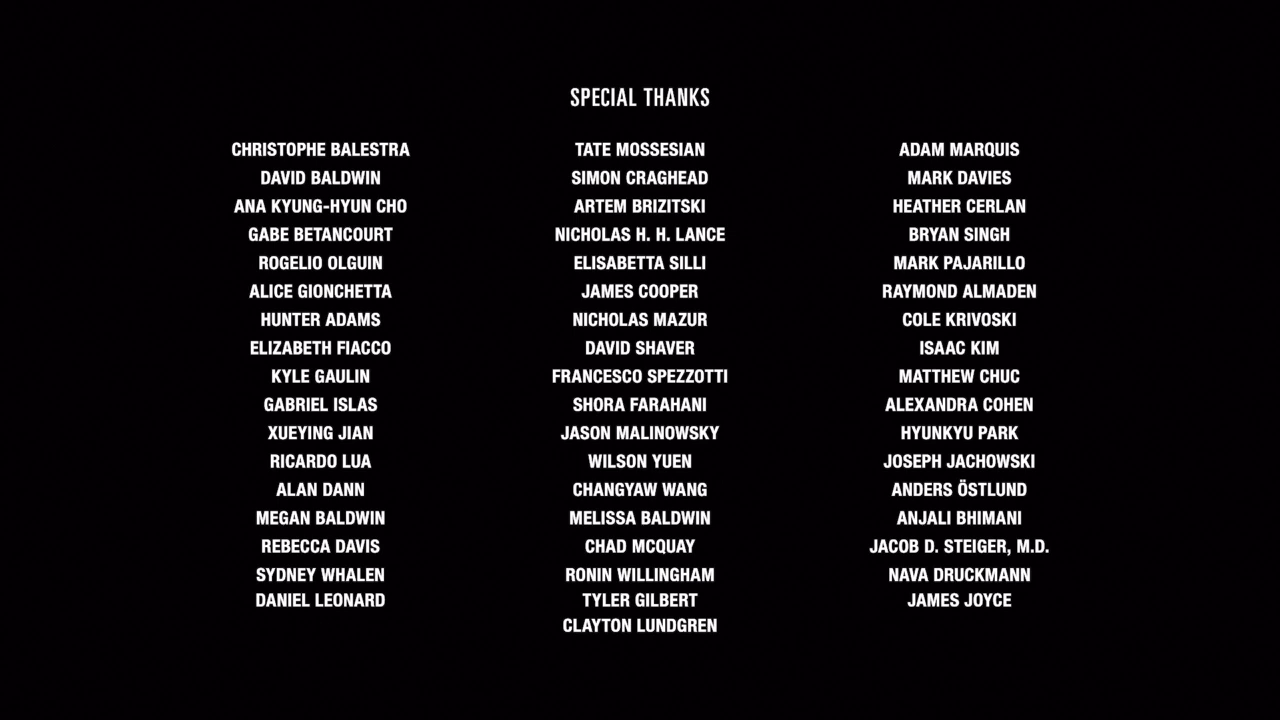 SPECIAL THANKS
CHRISTOPHE BALESTRA
DAVID BALDWIN
ANA KYUNG-HYUN CHO
GABE BETANCOURT
ROGELIO OLGUIN
ALICE GIONCHETTA
HUNTER ADAMS
ELIZABETH FIACCO
KYLE GAULIN
GABRIEL ISLAS
XUEYING JIAN
RICARDO LUA
ALAN DANN
MEGAN BALDWIN
REBECCA DAVIS
SYDNEY WHALEN
DANIEL LEONARD
TATE MOSSESIAN
SIMON CRAGHEAD
ARTEM BRIZITSKI
NICHOLAS H. H. LANCE
ELISABETTA SILLI
JAMES COOPER
NICHOLAS MAZUR
DAVID SHAVER
FRANCESCO SPEZZOTTI
SHORA FARAHANI
JASON MALINOWSKY
WILSON YUEN
CHANGYAW WANG
MELISSA BALDWIN
CHAD MCQUAY
RONIN WILLINGHAM
TYLER GILBERT
CLAYTON LUNDGREN
ADAM MARQUIS
MARK DAVIES
HEATHER CERLAN
BRYAN SINGH
MARK PAJARILLO
RAYMOND ALMADEN
COLE KRIVOSKI
ISAAC KIM
MATTHEW CHUC
ALEXANDRA COHEN
HYUNKYU PARK
JOSEPH JACHOWSKI
ANDERS ÖSTLUND
ANJALI BHIMANI
JACOB D. STEIGER, M.D.
NAVA DRUCKMANN
JAMES JOYCE